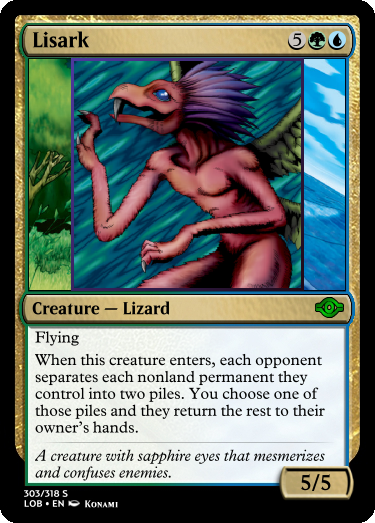 Lisark 5
Creature — Lizard
Flying
When this creature enters, each opponent
separates each nonland permanent they
control into two piles. You choose one of
those piles and they return the rest to their
owner's hands.
A creature with sapphire eyes that mesmerizes
and confuses enemies.
5/5
303/318 S
LOB • EN Konami